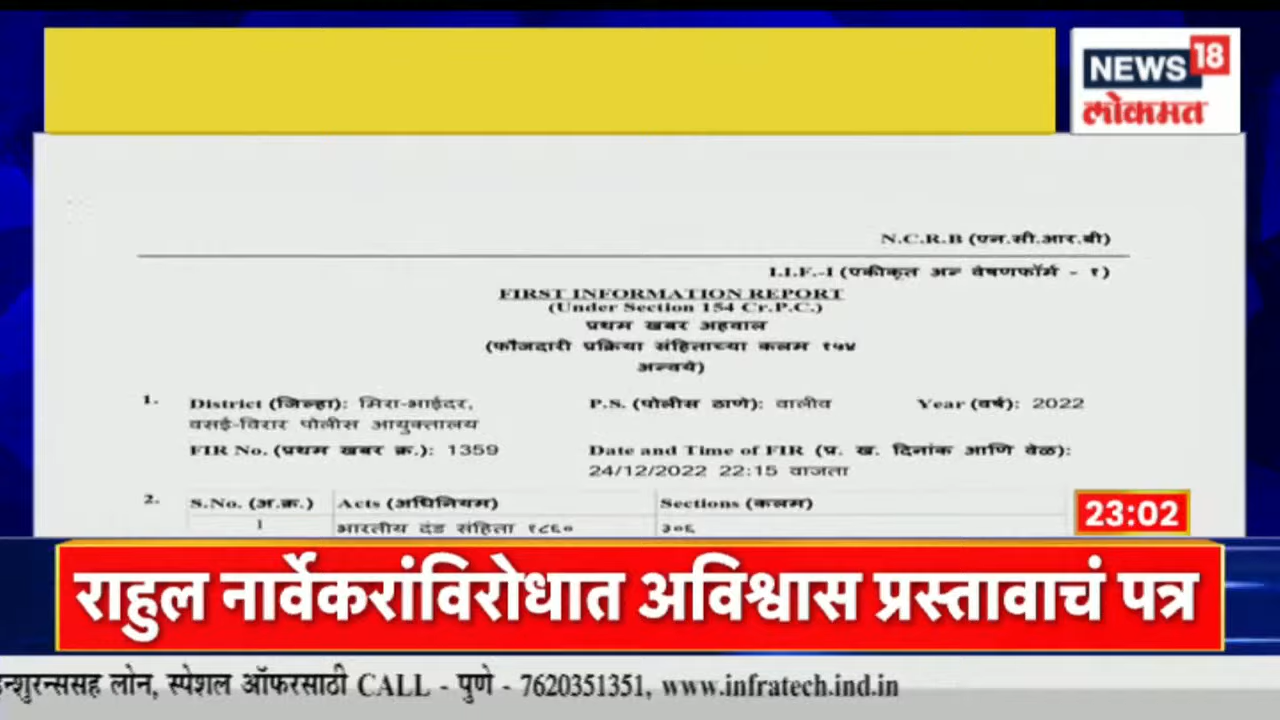 NEWS 18
लोकमत
N.C.R.B (एन.सी.आर.बी)
I.I.F.-I (एकीकृत अन्वेषणफॉर्म - १)
FIRST INFORMATION REPORT
(Under Section 154 Cr.P.C.)
प्रथम खबर अहवाल
(फौजदारी प्रक्रिया संहिताच्या कलम १५४
अन्वये)
1. District (जिल्हा): मिरा-भाईंदर, P.S. (पोलीस ठाणे): वालीव Year (वर्ष): 2022
वसई-विरार पोलीस आयुक्तालय
FIR No. (प्रथम खबर क्र.): 1359 Date and Time of FIR (प्र. ख. दिनांक आणि वेळ):
24/12/2022 22:15 वाजता
2. S.No. (अ.क्र.) Acts (अधिनियम) Sections (कलम)
1 भारतीय दंड संहिता १८६० ३०६
23:02
राहुल नार्वेकरांविरोधात अविश्वास प्रस्तावाचं पत्र
न्शुरन्ससह लोन, स्पेशल ऑफरसाठी CALL - पुणे - 7620351351, www.infratech.ind.in